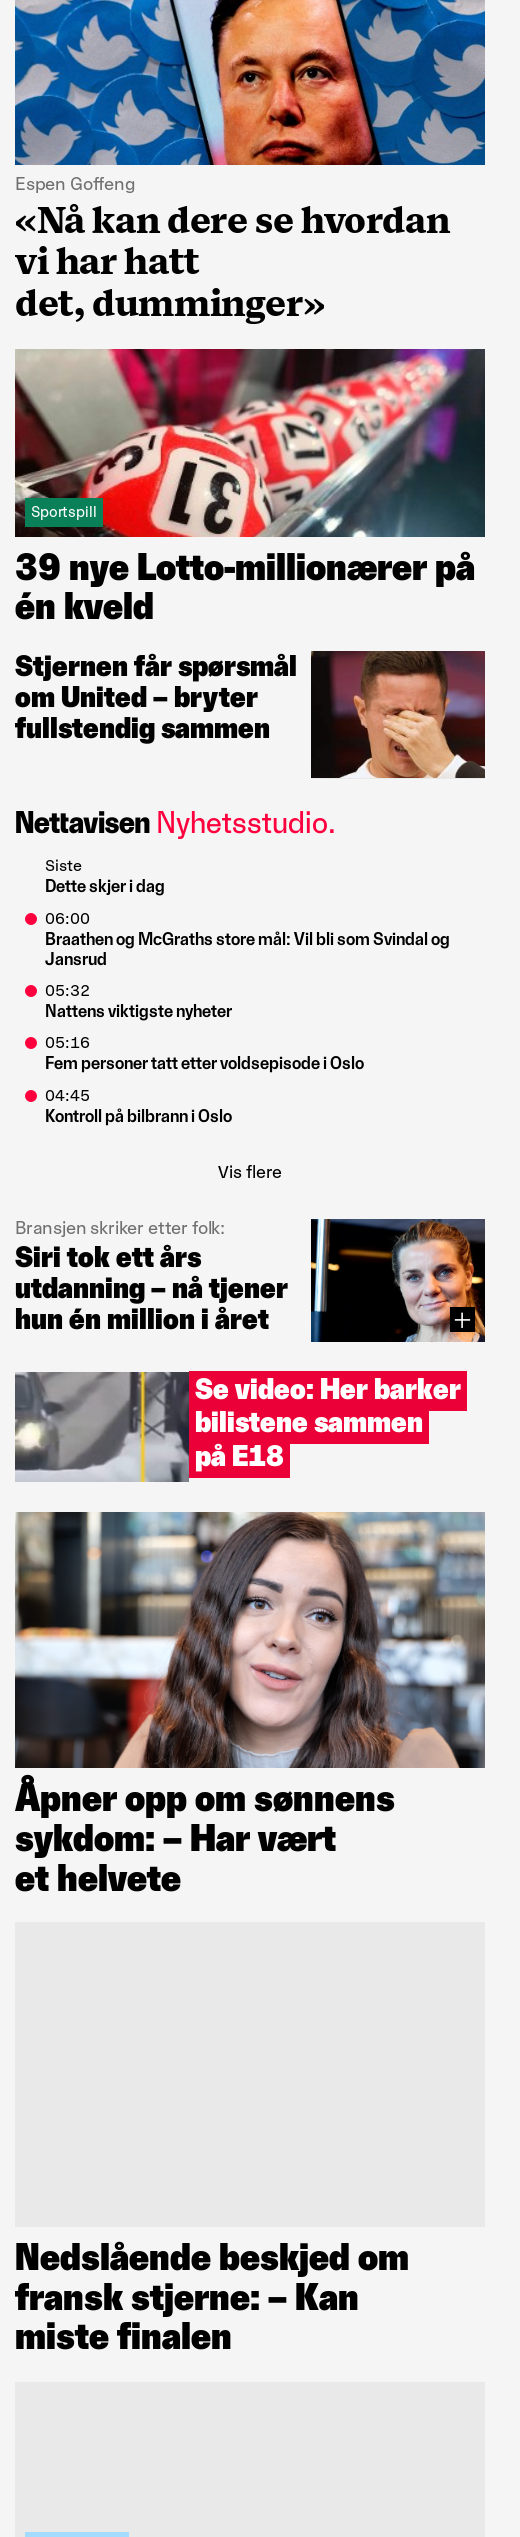 Espen Goffeng
«Nå kan dere se hvordan
vi har hatt
det, dumminger»
31
21
Sportspill
39 nye Lotto-millionærer på
én kveld
Stjernen får spørsmål
om United – bryter
fullstendig sammen
Nettavisen Nyhetsstudio.
Siste
Dette skjer i dag
06:00
Braathen og McGraths store mål: Vil bli som Svindal og
Jansrud
05:32
Nattens viktigste nyheter
05:16
Fem personer tatt etter voldsepisode i Oslo
04:45
Kontroll på bilbrann i Oslo
Vis flere
Bransjen skriker etter folk:
Siri tok ett års
utdanning – nå tjener
hun én million i året
Se video: Her barker
bilistene sammen
på E18
Åpner opp om sønnens
sykdom: – Har vært
et helvete
Nedslående beskjed om
fransk stjerne: – Kan
miste finalen